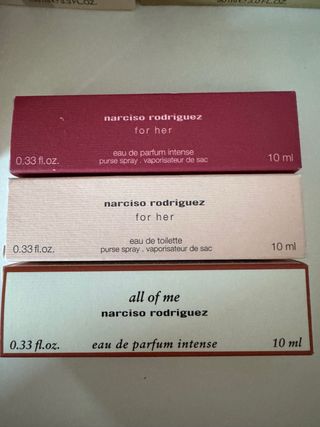 narciso rodriguez
for her
eau de parfum intense
0.33 fl.oz. purse spray . vaporisateur de sac 10 ml
narciso rodriguez
for her
eau de toilette
0.33 fl.oz. purse spray . vaporisateur de sac 10 ml
all of me
narciso rodriguez
0.33 fl.oz. eau de parfum intense 10 ml